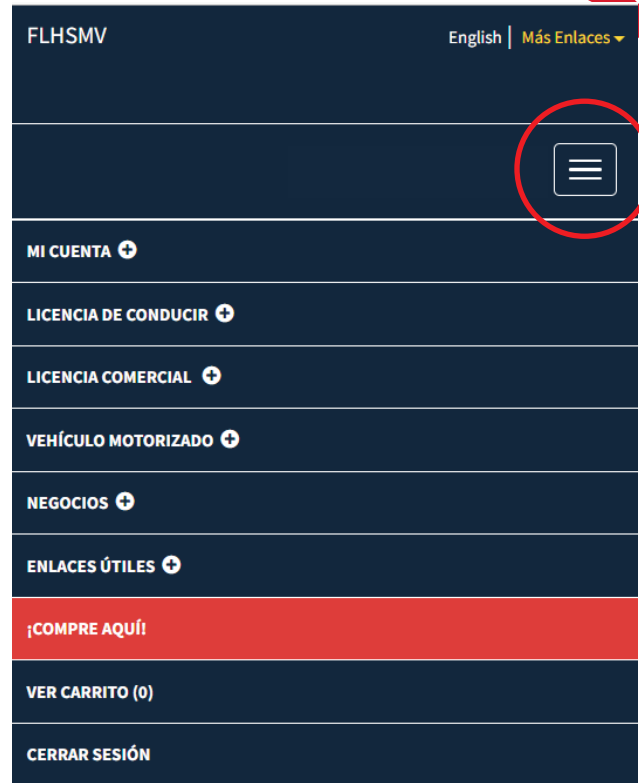 FLHSMV
English | Más Enlaces
MI CUENTA
LICENCIA DE CONDUCIR
LICENCIA COMERCIAL
VEHÍCULO MOTORIZADO
NEGOCIOS
ENLACES ÚTILES
¡COMPRE AQUÍ!
VER CARRITO (0)
CERRAR SESIÓN